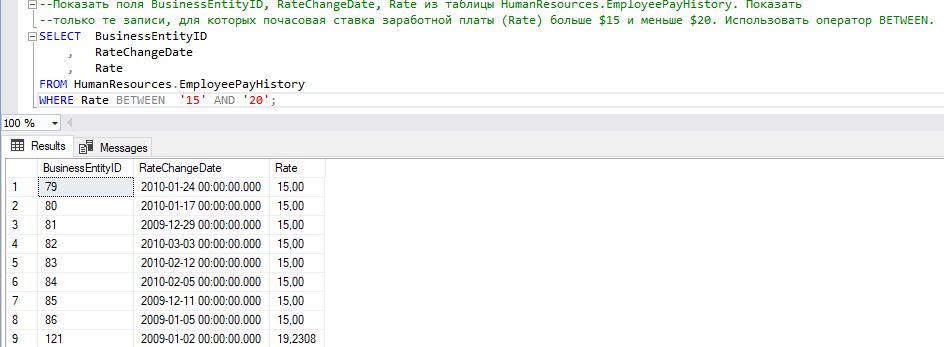 --Показать поля BusinessEntityID, RateChangeDate, Rate из таблицы HumanResources.EmployeePayHistory. Показать
--только те записи, для которых почасовая ставка заработной платы (Rate) больше $15 и меньше $20. Использовать оператор BETWEEN.
SELECT BusinessEntityID
, RateChangeDate
, Rate
FROM HumanResources.EmployeePayHistory
WHERE Rate BETWEEN '15' AND '20';
100 %
Results Messages
BusinessEntityID RateChangeDate Rate
1 79 2010-01-24 00:00:00.000 15,00
2 80 2010-01-17 00:00:00.000 15,00
3 81 2009-12-29 00:00:00.000 15,00
4 82 2010-03-03 00:00:00.000 15,00
5 83 2010-02-12 00:00:00.000 15,00
6 84 2010-02-05 00:00:00.000 15,00
7 85 2009-12-11 00:00:00.000 15,00
8 86 2009-01-05 00:00:00.000 15,00
9 121 2009-01-02 00:00:00.000 19,2308